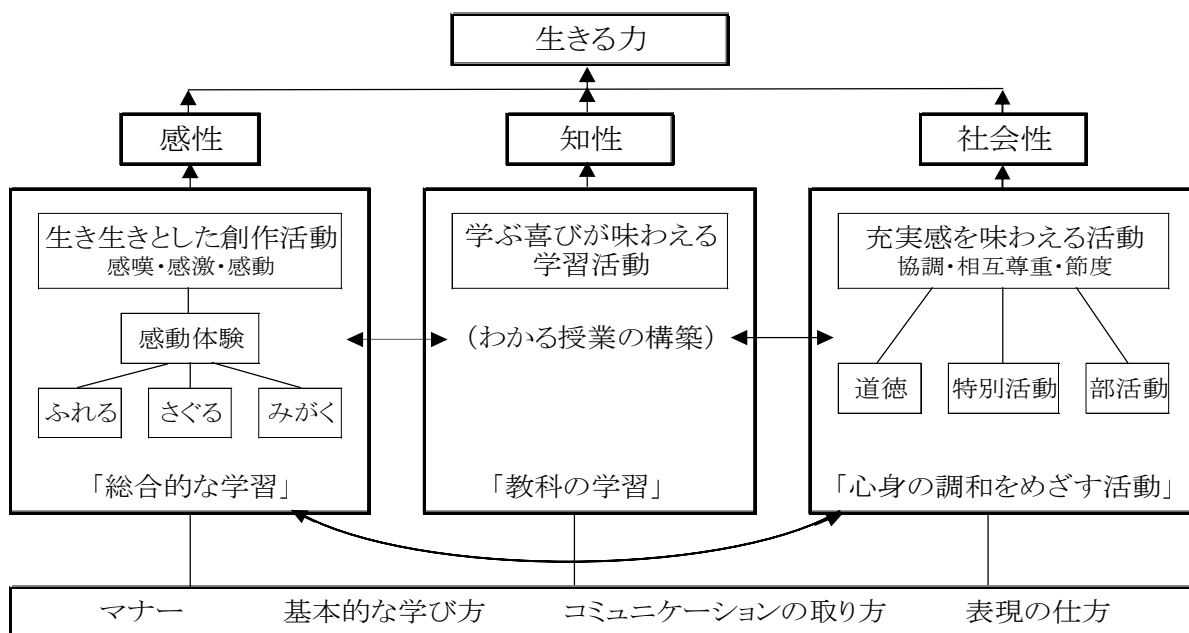 生きる力
感性
知性
社会性
生き生きとした創作活動
感嘆・感激・感動
感動体験
ふれる
さぐる
みがく
「総合的な学習」
学ぶ喜びが味わえる
学習活動
(わかる授業の構築)
「教科の学習」
充実感を味わえる活動
協調・相互尊重・節度
道徳
特別活動
部活動
「心身の調和をめざす活動」
マナー 基本的な学び方 コミュニケーションの取り方 表現の仕方